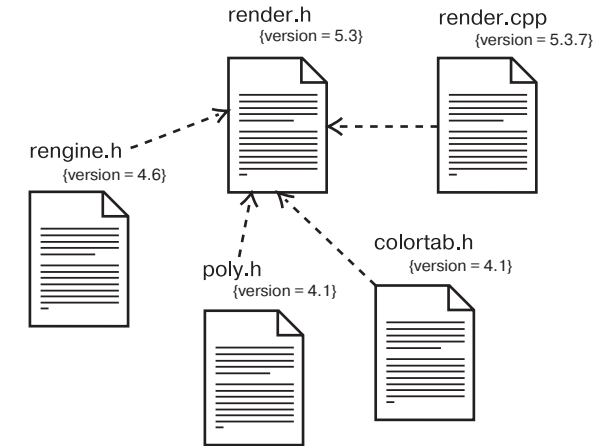 render.h
{version = 5.3}
render.cpp
{version = 5.3.7}
rengine.h
{version = 4.6}
poly.h
{version = 4.1}
colortab.h
{version = 4.1}